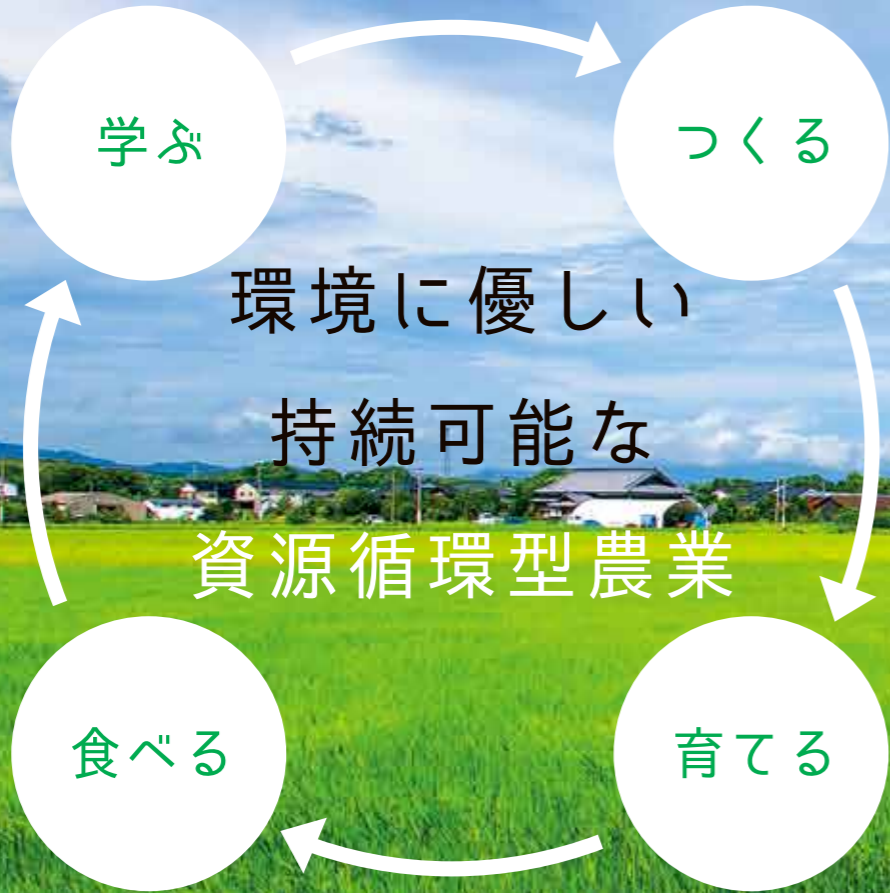 学ぶ
つくる
環境に優しい
持続可能な
資源循環型農業
食べる
育てる